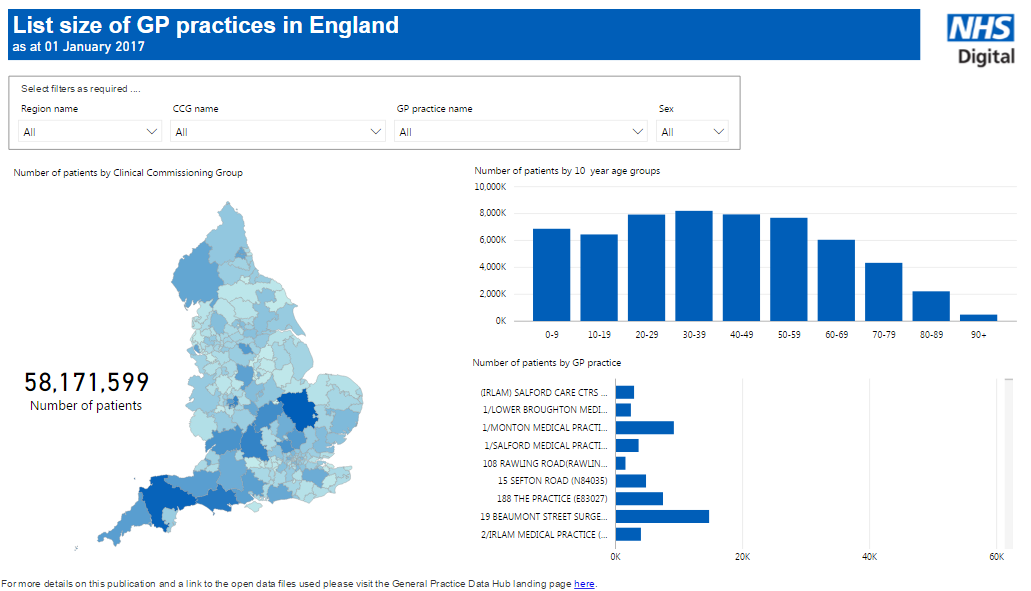 List size of GP practices in England
as at 01 January 2017
NHS
Digital
Select filters as required ....
Region name
CCG name
GP practice name
Sex
All
All
All
All
Number of patients by Clinical Commissioning Group
58,171,599
Number of patients
Number of patients by 10 year age groups
10,000K
8,000K
6,000K
4,000K
2,000K
0K
0-9 10-19 20-29 30-39 40-49 50-59 60-69 70-79 80-89 90+
Number of patients by GP practice
(IRLAM) SALFORD CARE CTRS ...
1/LOWER BROUGHTON MEDI...
1/MONTON MEDICAL PRACTI...
1/SALFORD MEDICAL PRACTI...
108 RAWLING ROAD(RAWLIN...
15 SEFTON ROAD (N84035)
188 THE PRACTICE (E83027)
19 BEAUMONT STREET SURGE...
2/IRLAM MEDICAL PRACTICE (...
0K 20K 40K 60K
For more details on this publication and a link to the open data files used please visit the General Practice Data Hub landing page here.